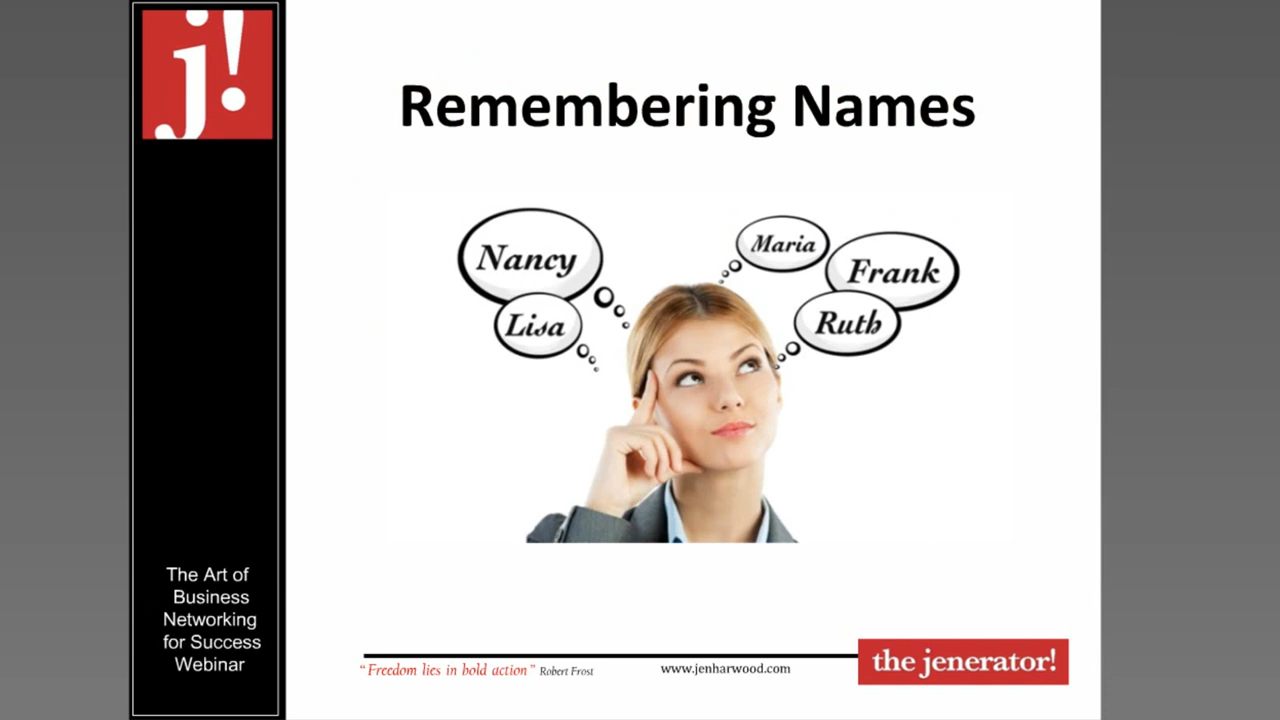 j!
Remembering Names
Nancy
Lisa
Maria
Frank
Ruth
The Art of
Business
Networking
for Success
Webinar
“Freedom lies in bold action” Robert Frost
www.jenharwood.com
the jenerator!